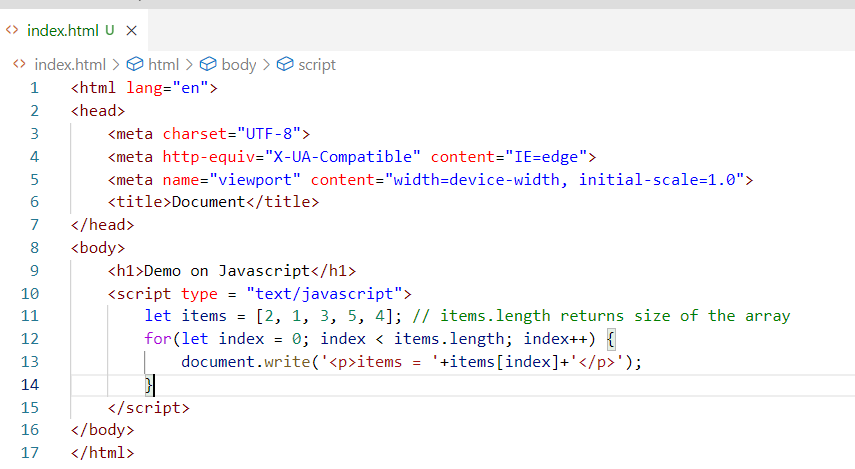 index.html U
index.html > html > body > script
1 <html lang="en">
2 <head>
3 <meta charset="UTF-8">
4 <meta http-equiv="X-UA-Compatible" content="IE=edge">
5 <meta name="viewport" content="width=device-width, initial-scale=1.0">
6 <title>Document</title>
7 </head>
8 <body>
9 <h1>Demo on Javascript</h1>
10 <script type = "text/javascript">
11 let items = [2, 1, 3, 5, 4]; // items.length returns size of the array
12 for(let index = 0; index < items.length; index++) {
13 document.write('<p>items = '+items[index]+'</p>');
14 }
15 </script>
16 </body>
17 </html>